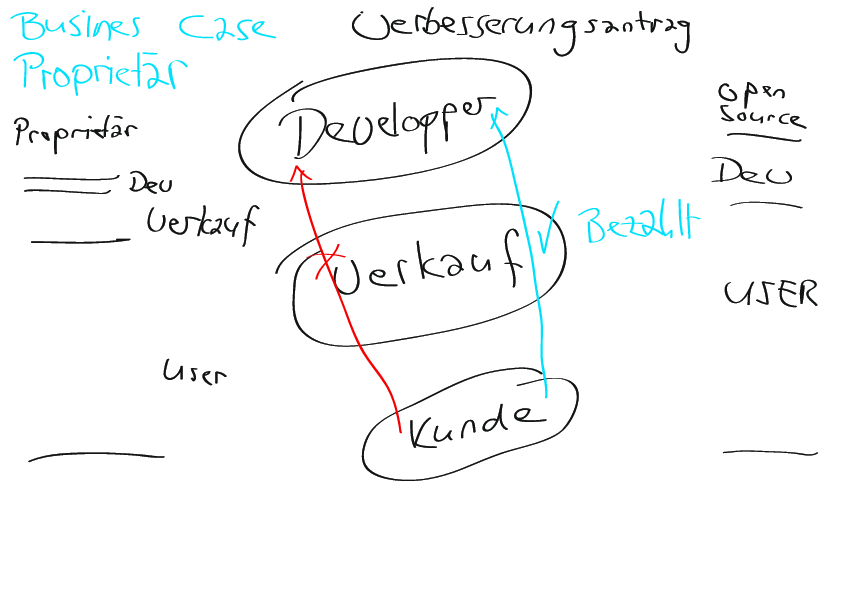 Busines Case
Proprietär
Verbesserungsantrag
Proprietär
Dev
Verkauf
User
Developper
Verkauf
Bezahlt
Kunde
Open
Source
Dev
USER